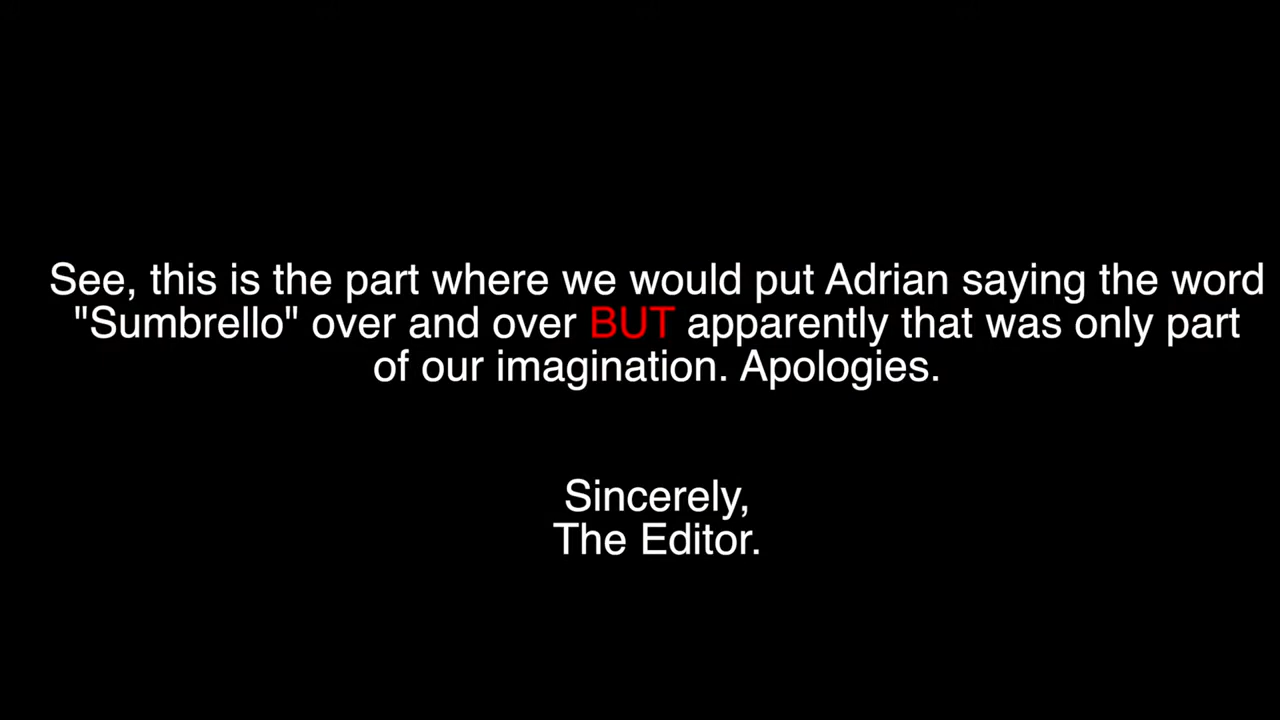 See, this is the part where we would put Adrian saying the word
"Sumbrello" over and over BUT apparently that was only part
of our imagination. Apologies.
Sincerely,
The Editor.